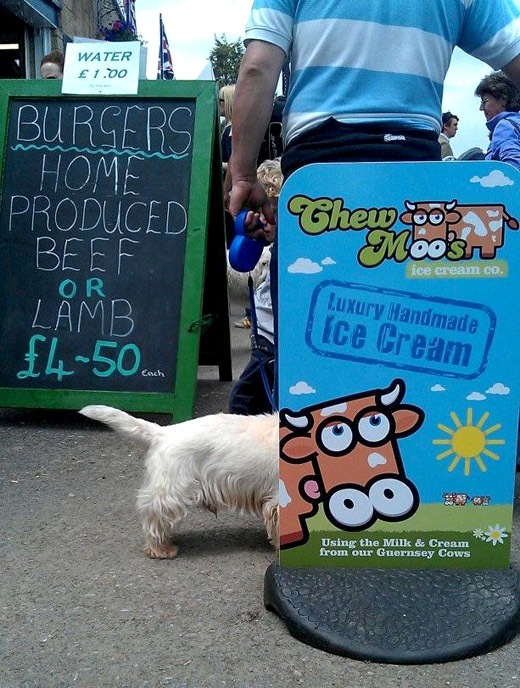 WATER
£1.00
BURGERS
HOME
PRODUCED
BEEF
OR
LAMB
£4-50 Each
Chew
Moo's
ice cream co.
Luxury Handmade
Ice Cream
Using the Milk & Cream
from our Guernsey Cows